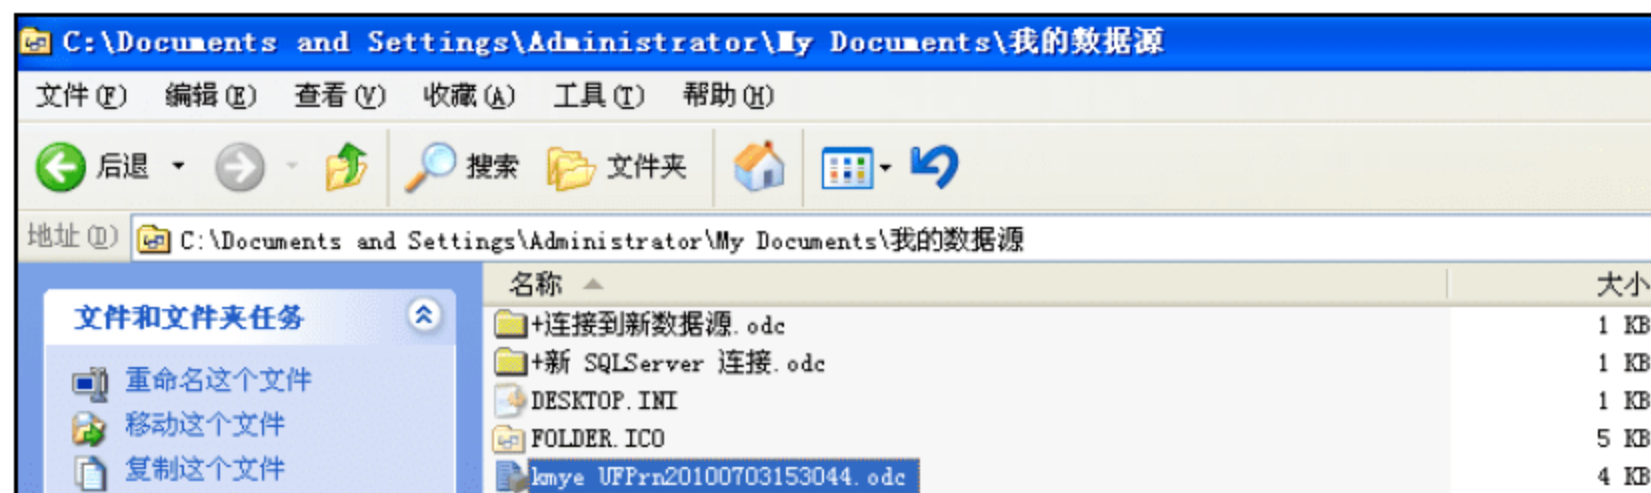 C:\Documents and Settings\Administrator\My Documents\我的数据源
文件(F) 编辑(E) 查看(V) 收藏(A) 工具(T) 帮助(H)
后退 搜索 文件夹
地址(D) C:\Documents and Settings\Administrator\My Documents\我的数据源
名称 大小
文件和文件夹任务
+连接到新数据源.odc 1 KB
+新 SQLServer 连接.odc 1 KB
重命名这个文件
DESKTOP.INI 1 KB
移动这个文件
FOLDER.ICO 5 KB
复制这个文件
kmye UFPrn20100703153044.odc 4 KB